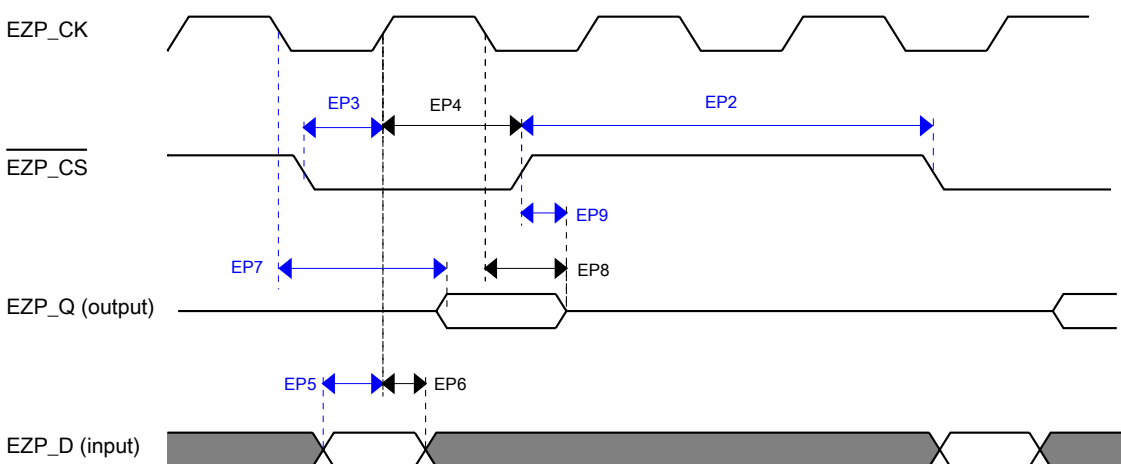 EZP_CK
EP3
EP4
EP2
EZP_CS
EP9
EP7
EP8
EZP_Q (output)
EP5
EP6
EZP_D (input)